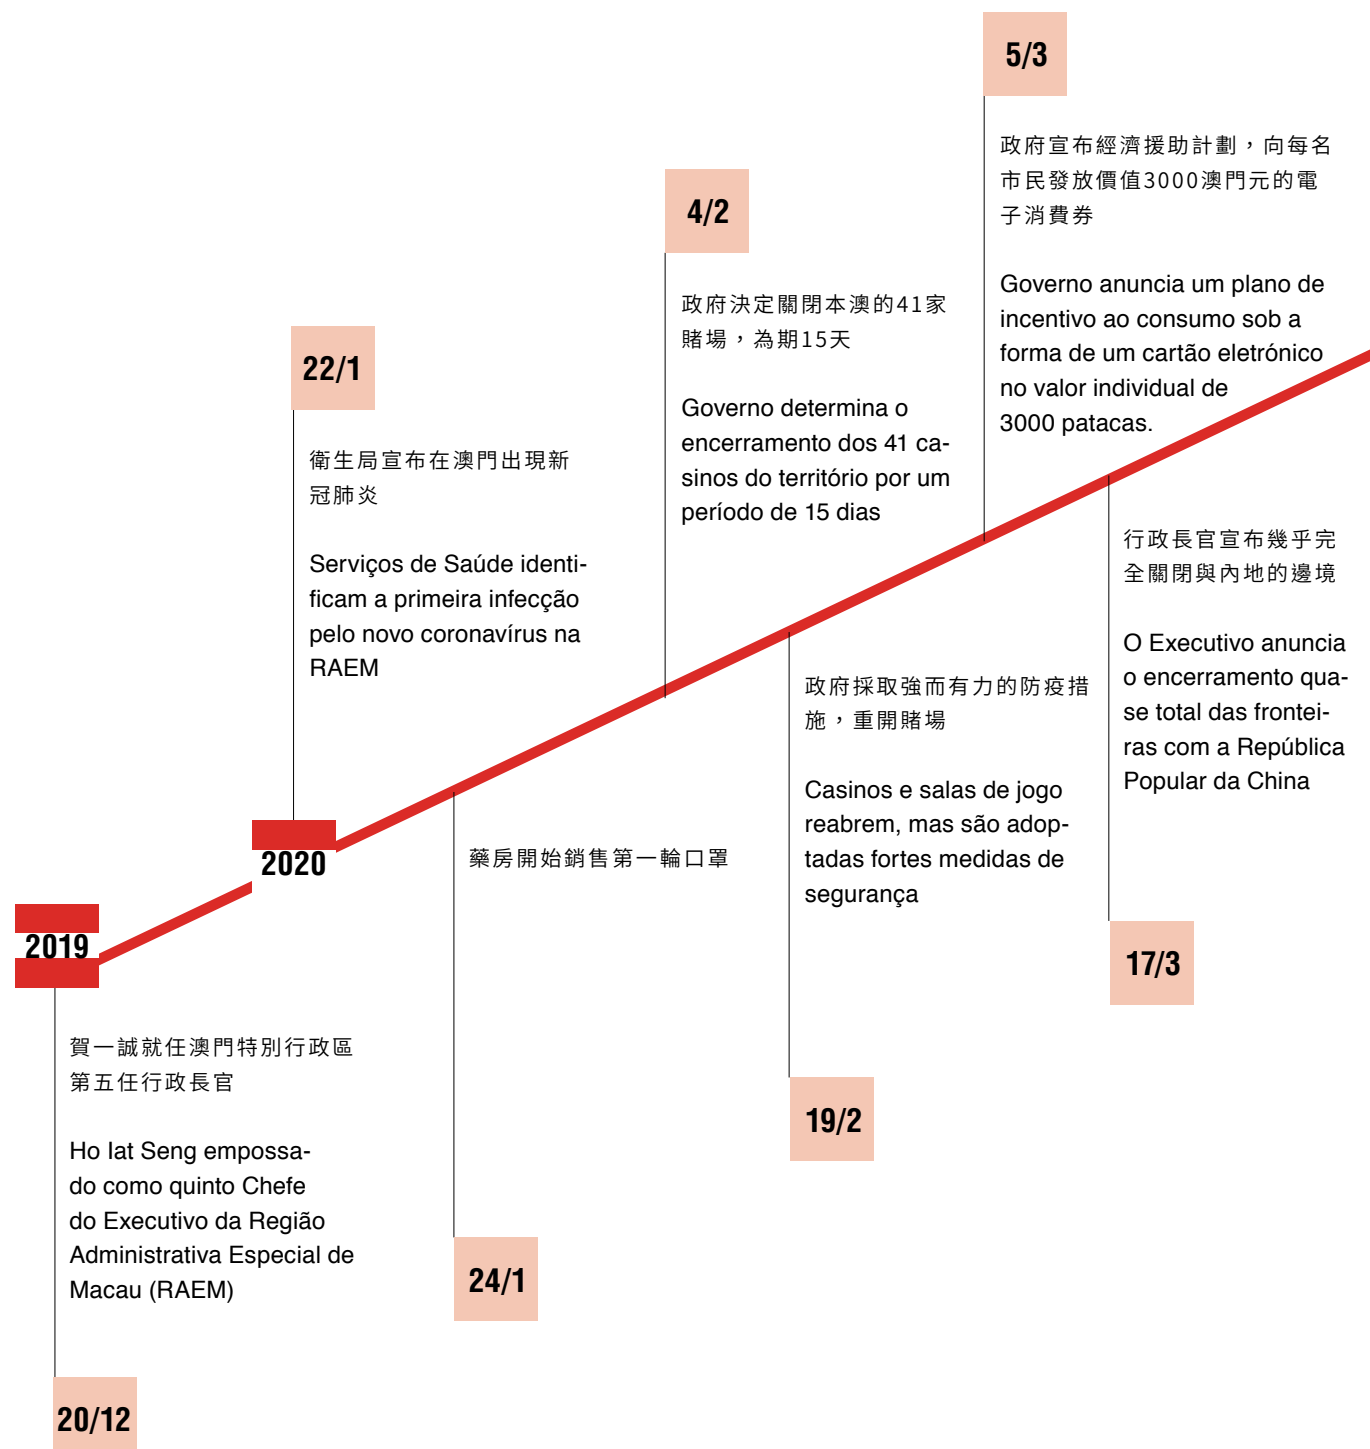 2019
20/12
賀一誠就任澳門特別行政區
第五任行政長官
Ho Iat Seng empossa-
do como quinto Chefe
do Executivo da Região
Administrativa Especial de
Macau (RAEM)
2020
22/1
衛生局宣布在澳門出現新
冠肺炎
Serviços de Saúde identi-
ficam a primeira infecção
pelo novo coronavírus na
RAEM
24/1
藥房開始銷售第一輪口罩
4/2
政府決定關閉本澳的41家
賭場，為期15天
Governo determina o
encerramento dos 41 ca-
sinos do território por um
período de 15 dias
19/2
政府採取強而有力的防疫措
施，重開賭場
Casinos e salas de jogo
reabrem, mas são adop-
tadas fortes medidas de
segurança
5/3
政府宣布經濟援助計劃，向每名
市民發放價值3000澳門元的電
子消費券
Governo anuncia um plano de
incentivo ao consumo sob a
forma de um cartão eletrónico
no valor individual de
3000 patacas.
17/3
行政長官宣布幾乎完
全關閉與內地的邊境
O Executivo anuncia
o encerramento qua-
se total das frontei-
ras com a República
Popular da China